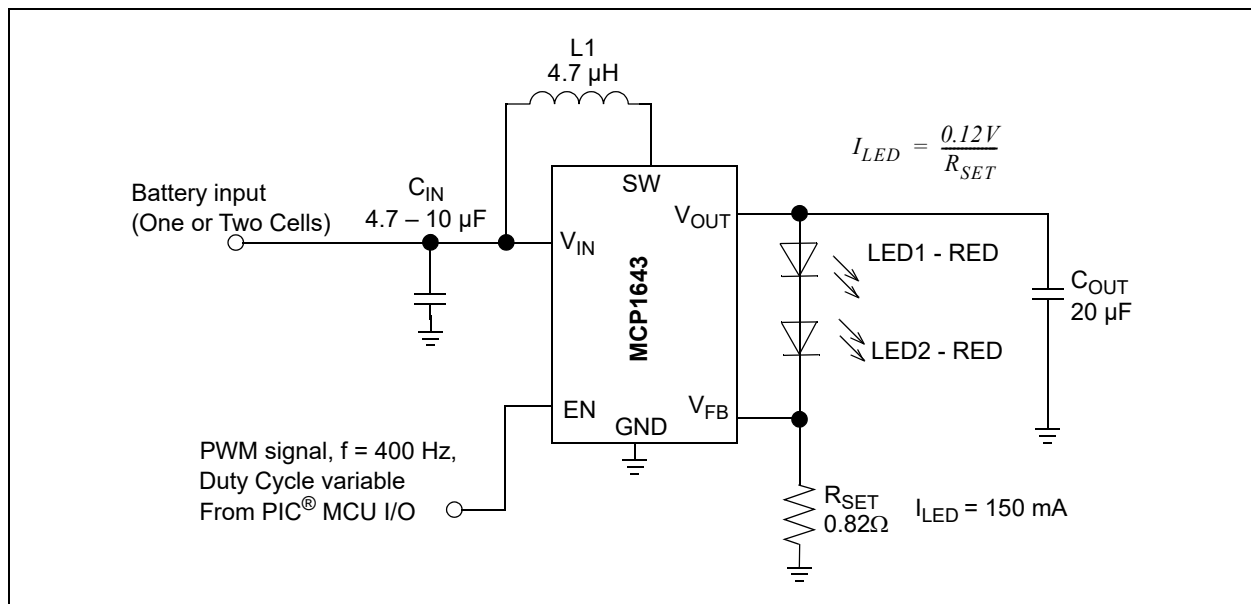 L1
4.7 µH
I_LED = 0.12V / R_SET
Battery input
(One or Two Cells)
C_IN
4.7 – 10 µF
SW
V_OUT
V_IN
MCP1643
LED1 - RED
C_OUT
20 µF
LED2 - RED
EN
V_FB
GND
PWM signal, f = 400 Hz,
Duty Cycle variable
From PIC® MCU I/O
R_SET
0.82Ω
I_LED = 150 mA